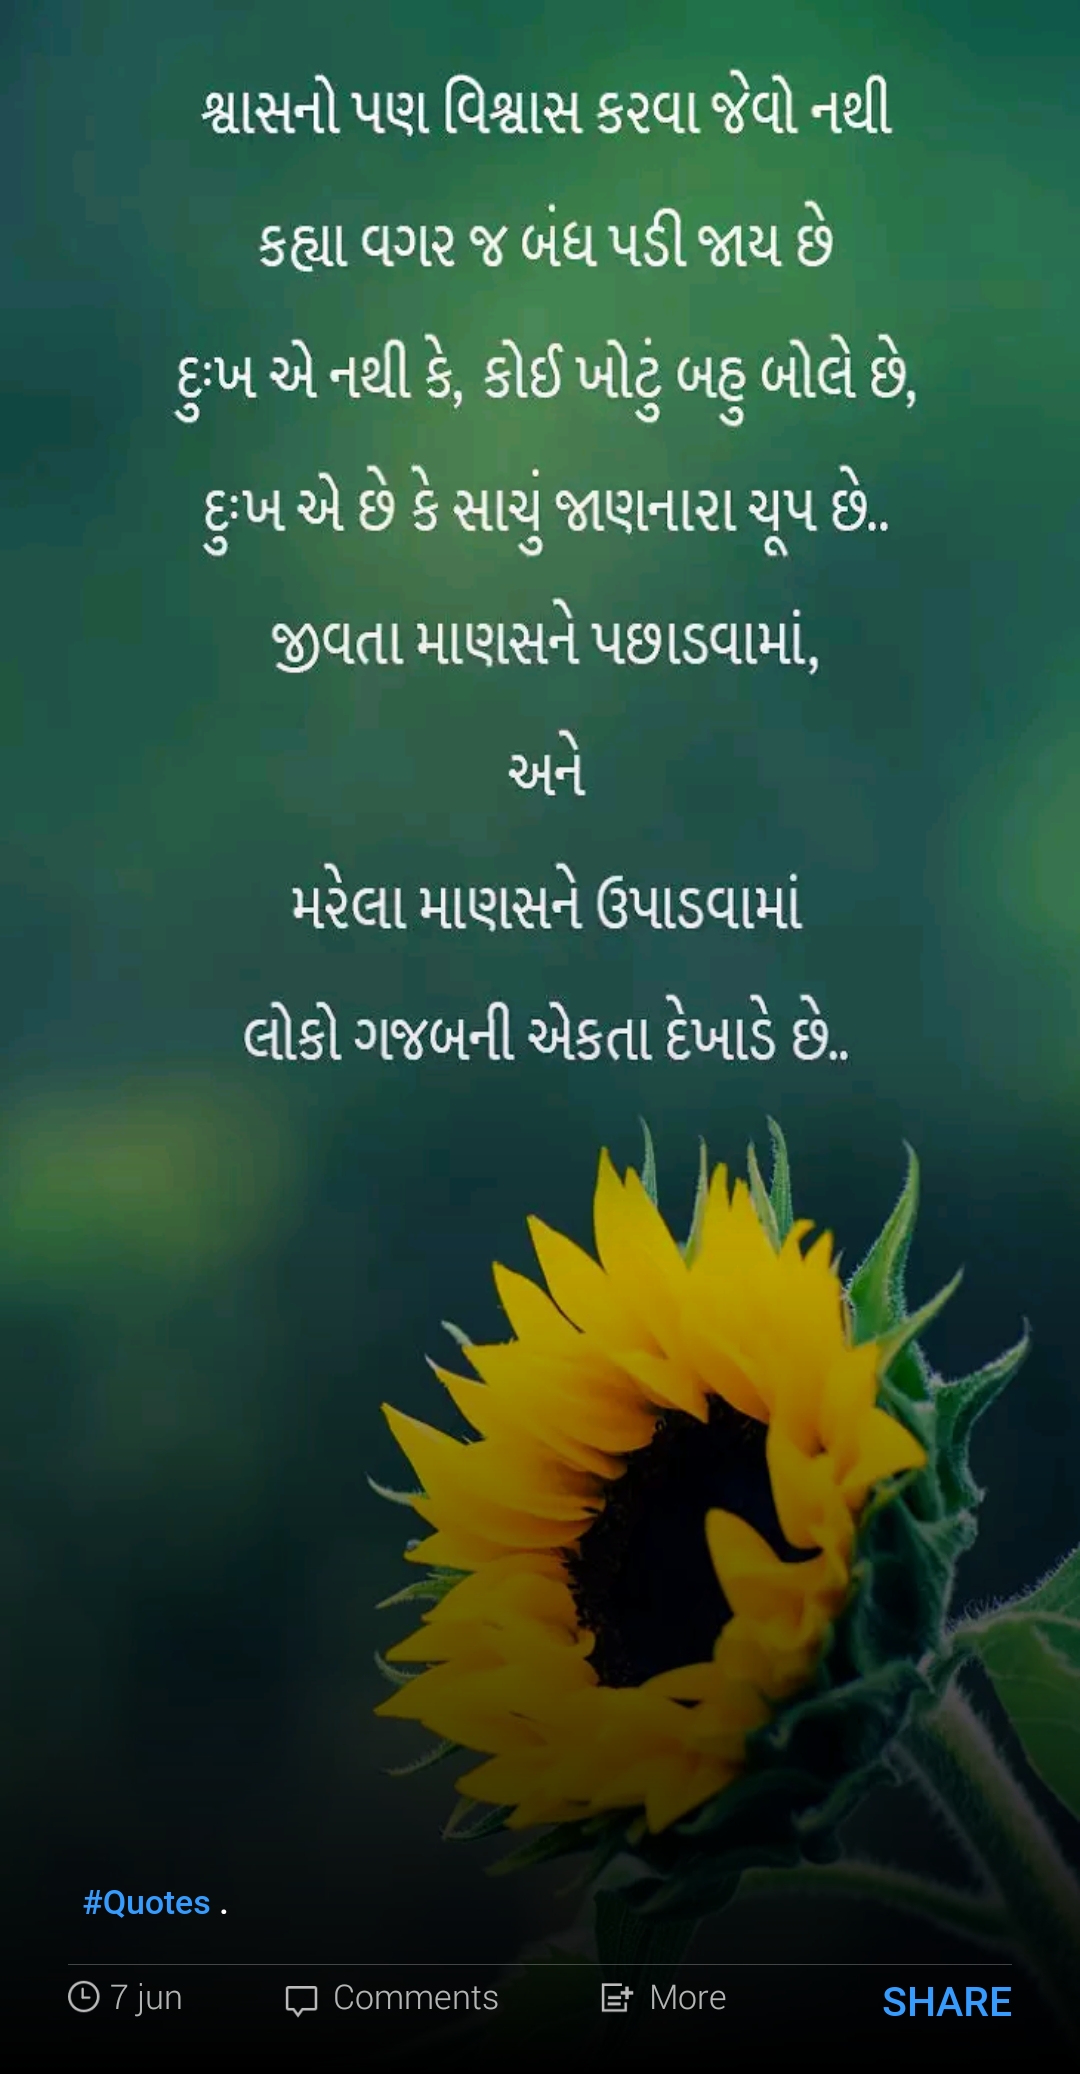 શ્વાસનો પણ વિશ્વાસ કરવા જેવો નથી
કહ્યા વગર જ બંધ પડી જાય છે
દુઃખ એ નથી કે, કોઈ ખોટું બહુ બોલે છે,
દુઃખ એ છે કે સાચું જાણનારા ચૂપ છે..
જીવતા માણસને પછાડવામાં,
અને
મરેલા માણસને ઉપાડવામાં
લોકો ગજબની એકતા દેખાડે છે..
#Quotes .
7 jun Comments More SHARE